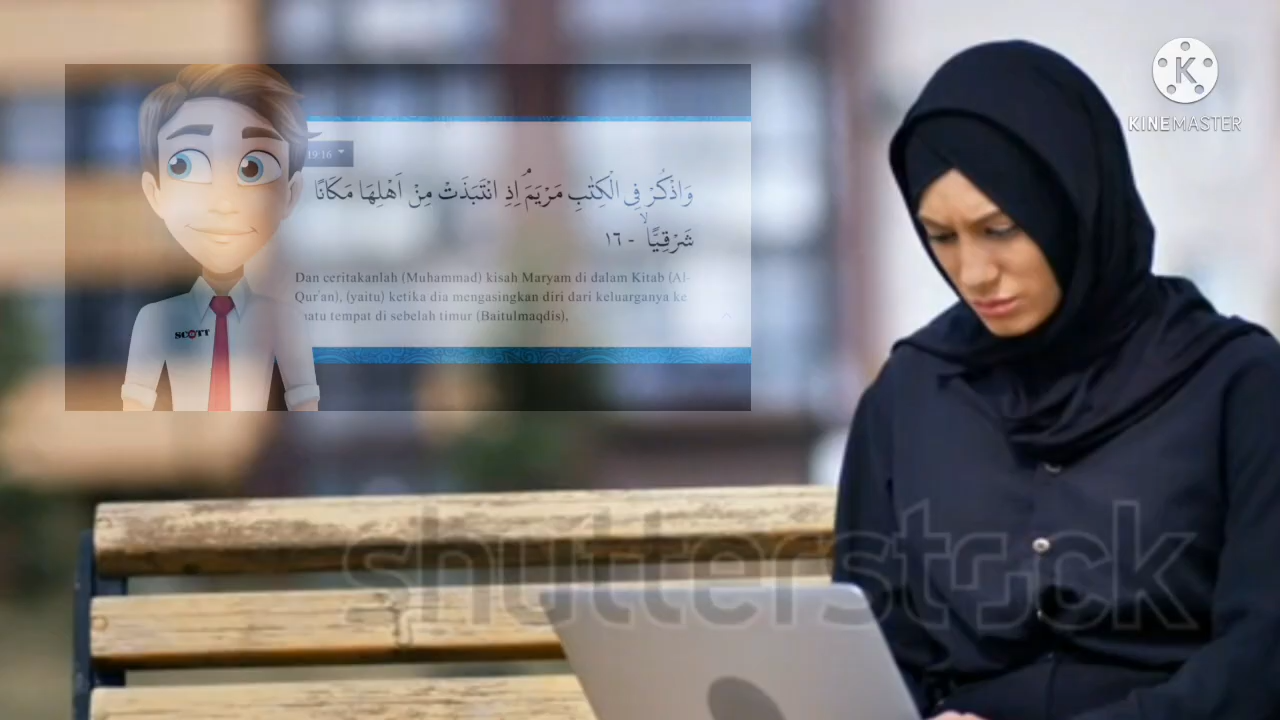 K
KINEMASTER
19:16
وَاذْكُرْ فِى الْكِتٰبِ مَرْيَمَۘ اِذِ انْتَبَذَتْ مِنْ اَهْلِهَا مَكَانًا
شَرْقِيًّاۙ - ١٦
Dan ceritakanlah (Muhammad) kisah Maryam di dalam Kitab (Al-
Qur'an), (yaitu) ketika dia mengasingkan diri dari keluarganya ke
tempat di sebelah timur (Baitulmaqdis),
SCOTT
shutterstock